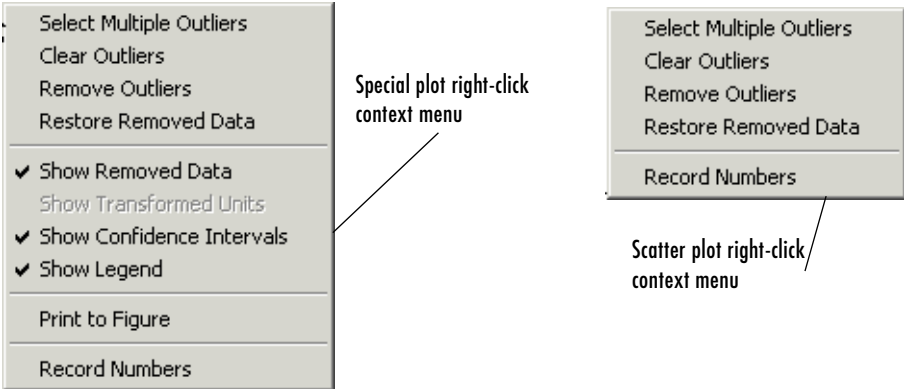 Select Multiple Outliers
Clear Outliers
Remove Outliers
Restore Removed Data
Show Removed Data
Show Transformed Units
Show Confidence Intervals
Show Legend
Print to Figure
Record Numbers
Special plot right-click
context menu
Select Multiple Outliers
Clear Outliers
Remove Outliers
Restore Removed Data
Record Numbers
Scatter plot right-click
context menu